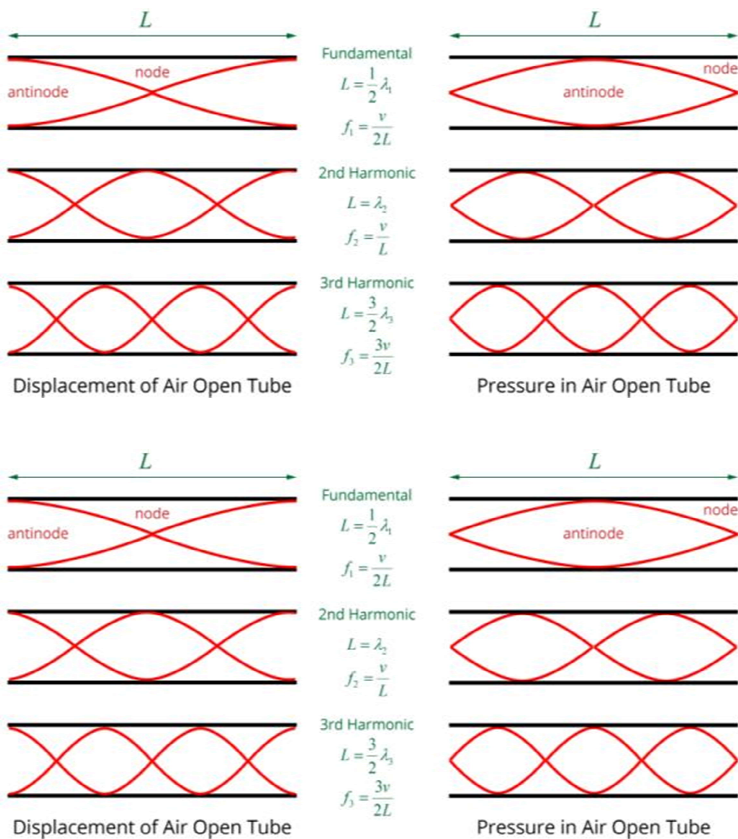 L
L
Fundamental
node
node
L = 1/2 λ₁
antinode
antinode
f₁ = v/2L
2nd Harmonic
L = λ₂
f₂ = v/L
3rd Harmonic
L = 3/2 λ₃
f₃ = 3v/2L
Displacement of Air Open Tube
Pressure in Air Open Tube
L
L
Fundamental
node
node
L = 1/2 λ₁
antinode
antinode
f₁ = v/2L
2nd Harmonic
L = λ₂
f₂ = v/L
3rd Harmonic
L = 3/2 λ₃
f₃ = 3v/2L
Displacement of Air Open Tube
Pressure in Air Open Tube